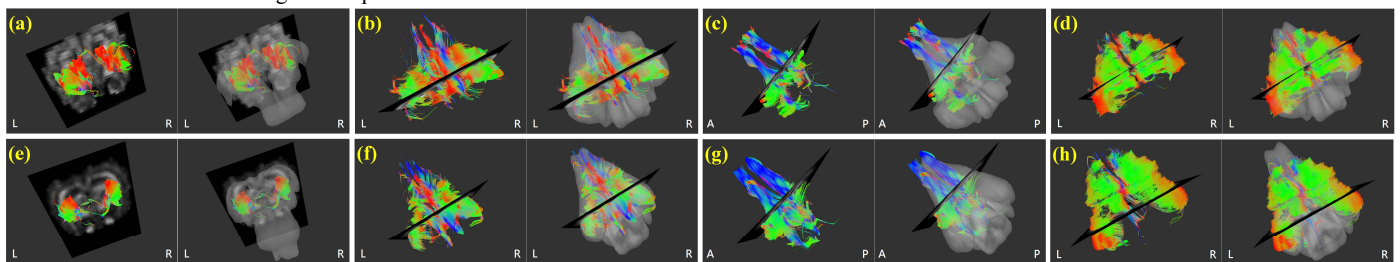 (a) (b) (c) (d)
L R L R L R L R A P A P L R L R
(e) (f) (g) (h)
L R L R L R L R A P A P L R L R